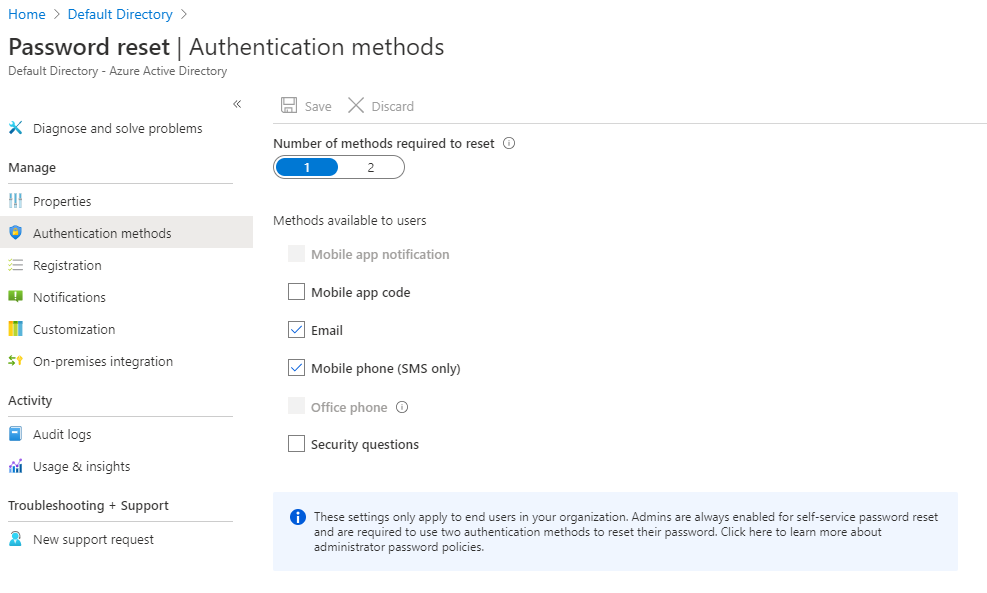 Home > Default Directory >
Password reset | Authentication methods
Default Directory - Azure Active Directory
«
Diagnose and solve problems
Manage
Properties
Authentication methods
Registration
Notifications
Customization
On-premises integration
Activity
Audit logs
Usage & insights
Troubleshooting + Support
New support request
Save Discard
Number of methods required to reset
1 2
Methods available to users
Mobile app notification
Mobile app code
Email
Mobile phone (SMS only)
Office phone
Security questions
These settings only apply to end users in your organization. Admins are always enabled for self-service password reset
and are required to use two authentication methods to reset their password. Click here to learn more about
administrator password policies.